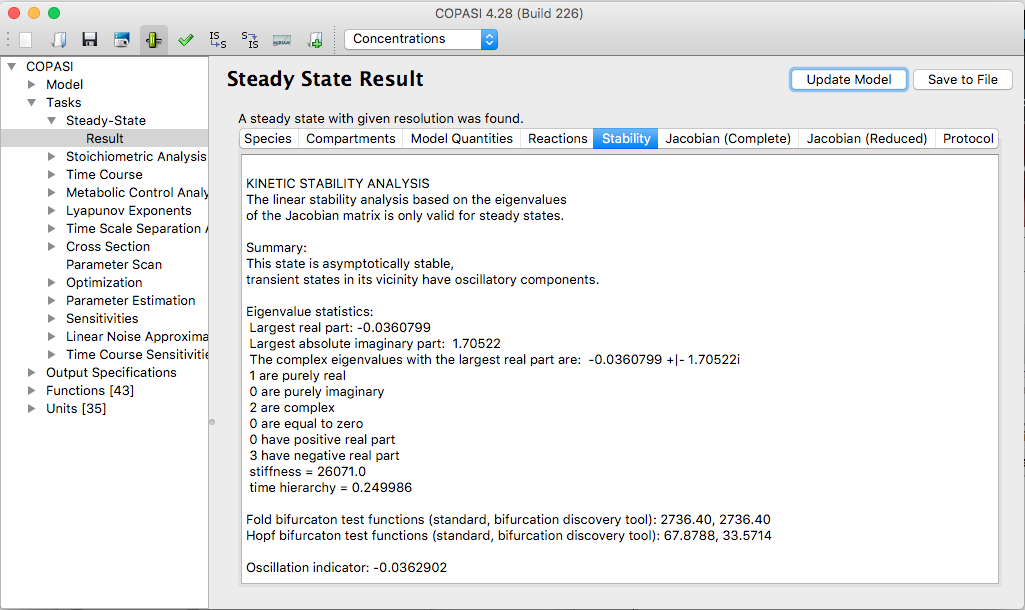 COPASI 4.28 (Build 226)
IS S
S IS
MIRIAM
Concentrations
COPASI
Model
Tasks
Steady-State
Result
Stoichiometric Analysis
Time Course
Metabolic Control Analy
Lyapunov Exponents
Time Scale Separation A
Cross Section
Parameter Scan
Optimization
Parameter Estimation
Sensitivities
Linear Noise Approxima
Time Course Sensitivitie
Output Specifications
Functions [43]
Units [35]
Steady State Result
Update Model
Save to File
A steady state with given resolution was found.
Species Compartments Model Quantities Reactions Stability Jacobian (Complete) Jacobian (Reduced) Protocol
KINETIC STABILITY ANALYSIS
The linear stability analysis based on the eigenvalues
of the Jacobian matrix is only valid for steady states.
Summary:
This state is asymptotically stable,
transient states in its vicinity have oscillatory components.
Eigenvalue statistics:
Largest real part: -0.0360799
Largest absolute imaginary part:  1.70522
The complex eigenvalues with the largest real part are:  -0.0360799 +|- 1.70522i
1 are purely real
0 are purely imaginary
2 are complex
0 are equal to zero
0 have positive real part
3 have negative real part
stiffness = 26071.0
time hierarchy = 0.249986
Fold bifurcaton test functions (standard, bifurcation discovery tool): 2736.40, 2736.40
Hopf bifurcaton test functions (standard, bifurcation discovery tool): 67.8788, 33.5714
Oscillation indicator: -0.0362902